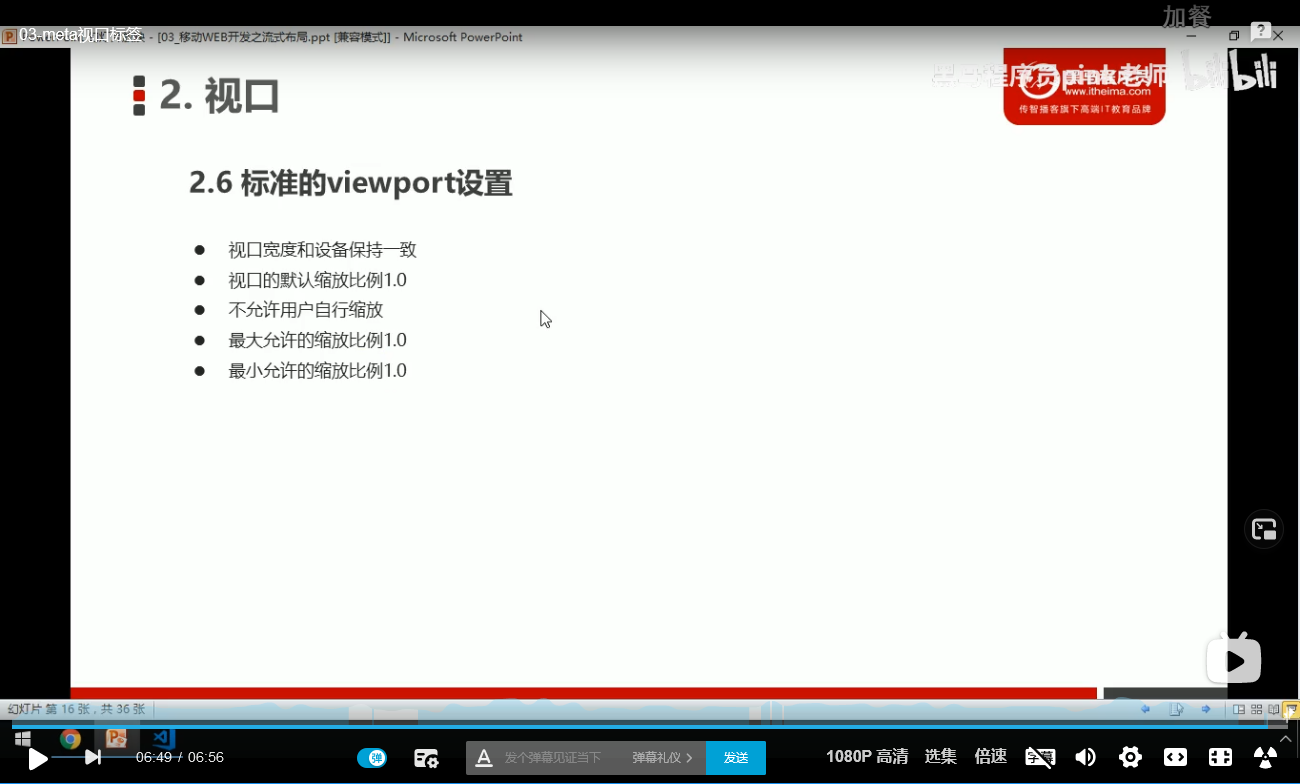 加餐
03-meta视口标签
- [03_移动WEB开发之流式布局.ppt [兼容模式]] - Microsoft PowerPoint
2. 视口
程序员pink老师
bilibili
www.itheima.com
传智播客旗下高端IT教育品牌
2.6 标准的viewport设置
● 视口宽度和设备保持一致
● 视口的默认缩放比例1.0
● 不允许用户自行缩放
● 最大允许的缩放比例1.0
● 最小允许的缩放比例1.0
幻灯片 第 16 张，共 36 张
06:49 / 06:56
弹
发个弹幕见证当下
弹幕礼仪 >
发送
1080P 高清
选集
倍速
字幕